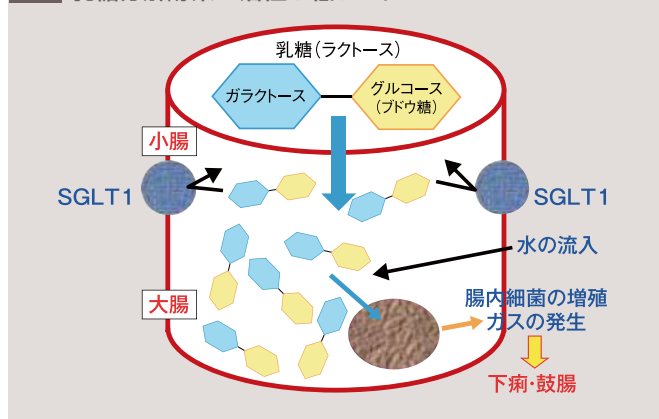 乳糖（ラクトース）
ガラクトース
グルコース
（ブドウ糖）
小腸
SGLT1
SGLT1
水の流入
大腸
腸内細菌の増殖
ガスの発生
下痢・鼓腸